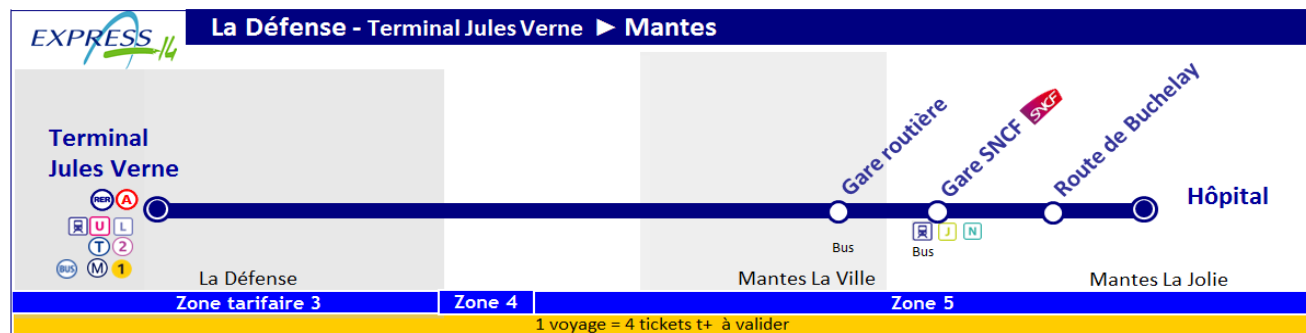 EXPRESS 14
La Défense - Terminal Jules Verne ► Mantes
Terminal
Jules Verne
RER A
U L
T 2
BUS M 1
Gare routière
Gare SNCF SNCF
Route de Buchelay
Hôpital
Bus
J N
Bus
La Défense
Mantes La Ville
Mantes La Jolie
Zone tarifaire 3
Zone 4
Zone 5
1 voyage = 4 tickets t+ à valider